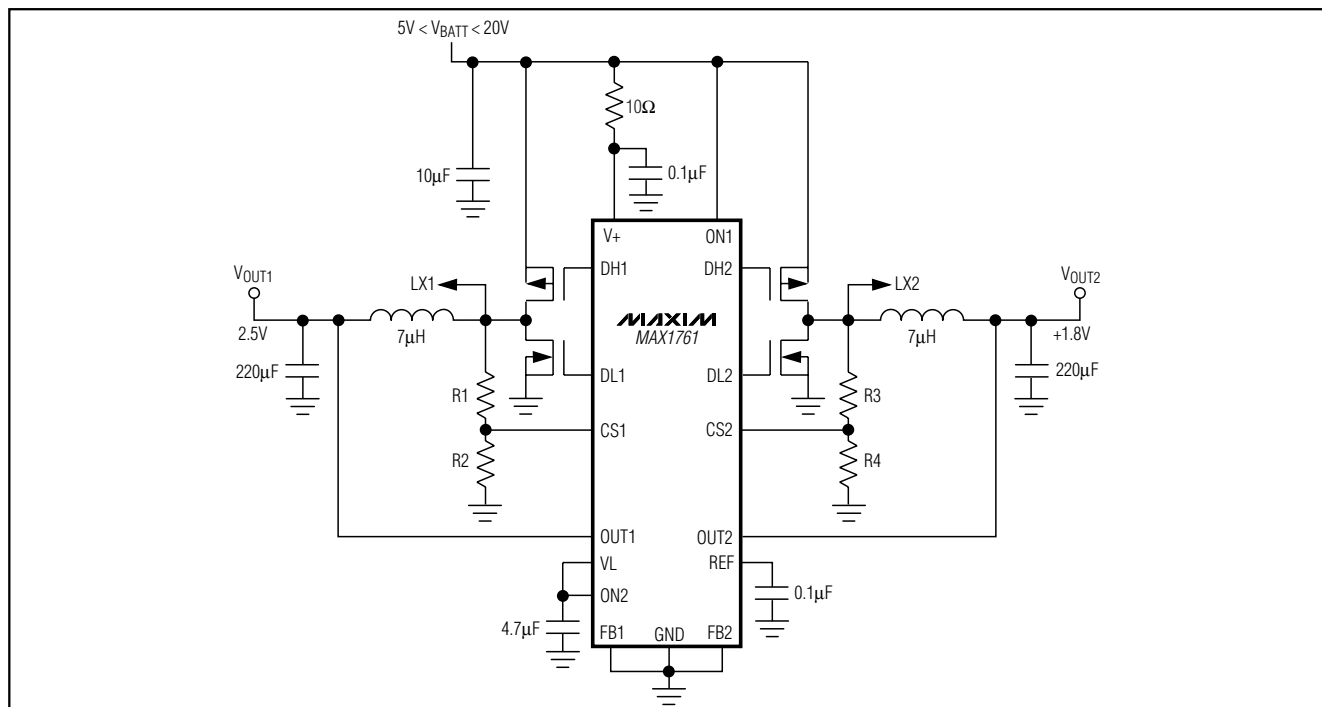 5V < VBATT < 20V
10Ω
10µF
0.1µF
V+
ON1
VOUT1
LX1
DH1
DH2
LX2
VOUT2
MAXIM
MAX1761
2.5V
7µH
7µH
+1.8V
220µF
DL1
DL2
220µF
R1
R3
CS1
CS2
R2
R4
OUT1
OUT2
VL
REF
ON2
0.1µF
4.7µF
FB1
GND
FB2